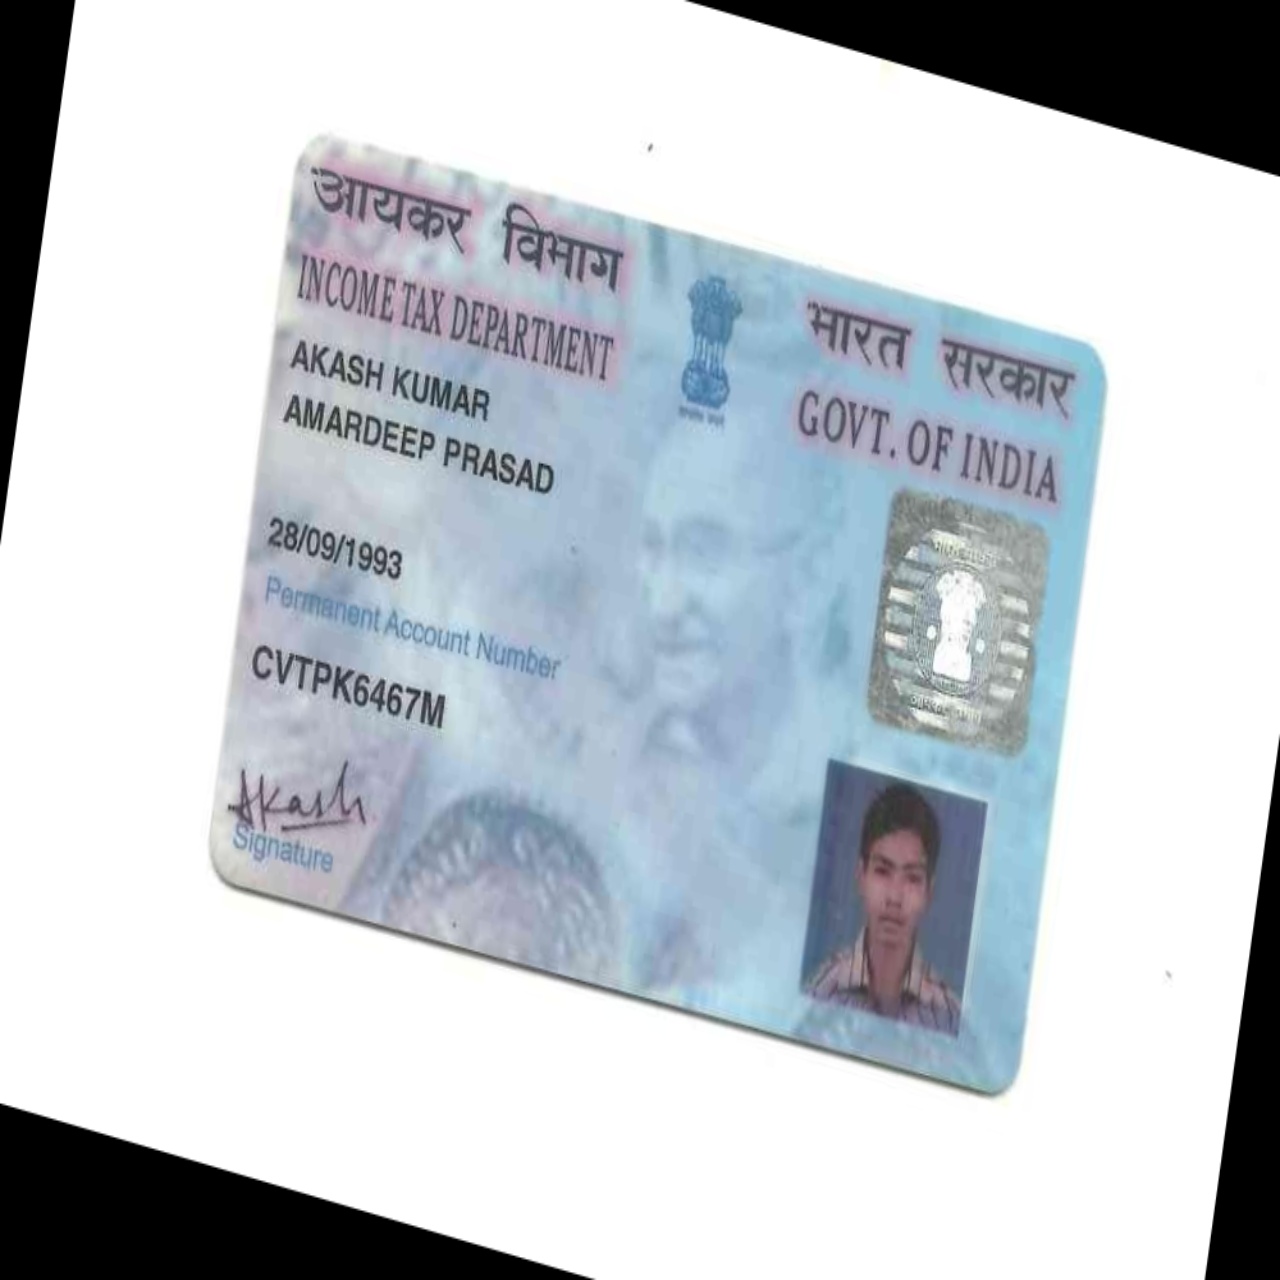 आयकर विभाग
INCOME TAX DEPARTMENT
भारत सरकार
GOVT. OF INDIA
AKASH KUMAR
AMARDEEP PRASAD
28/09/1993
Permanent Account Number
CVTPK6467M
Akash
Signature